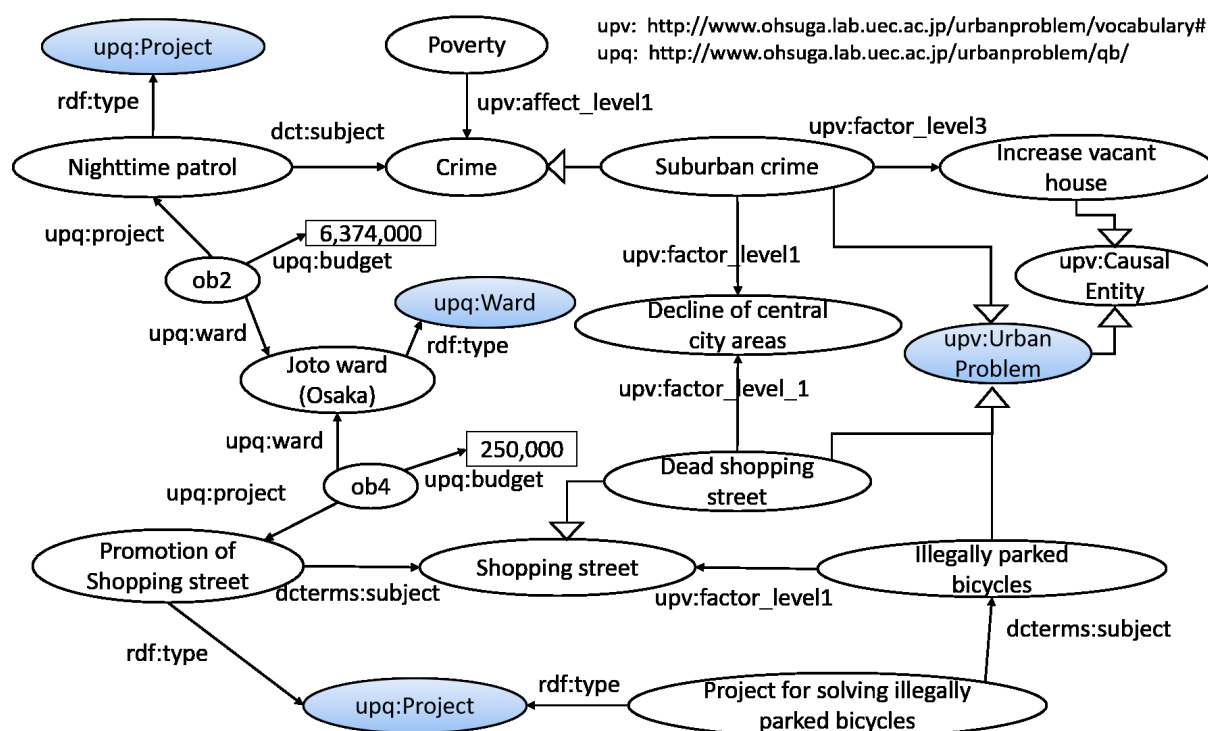 upv: http://www.ohsuga.lab.uec.ac.jp/urbanproblem/vocabulary#
upq: http://www.ohsuga.lab.uec.ac.jp/urbanproblem/qb/
upq:Project
Poverty
rdf:type
upv:affect_level1
dct:subject
upv:factor_level3
Nighttime patrol
Crime
Suburban crime
Increase vacant
house
upq:project
6,374,000
upq:budget
ob2
upv:factor_level1
upv:Causal
Entity
upq:ward
upq:Ward
rdf:type
Decline of central
city areas
upv:Urban
Problem
Joto ward
(Osaka)
upv:factor_level_1
upq:ward
250,000
upq:budget
ob4
upq:project
Dead shopping
street
Promotion of
Shopping street
dcterms:subject
Shopping street
upv:factor_level1
Illegally parked
bicycles
dcterms:subject
rdf:type
upq:Project
rdf:type
Project for solving illegally
parked bicycles